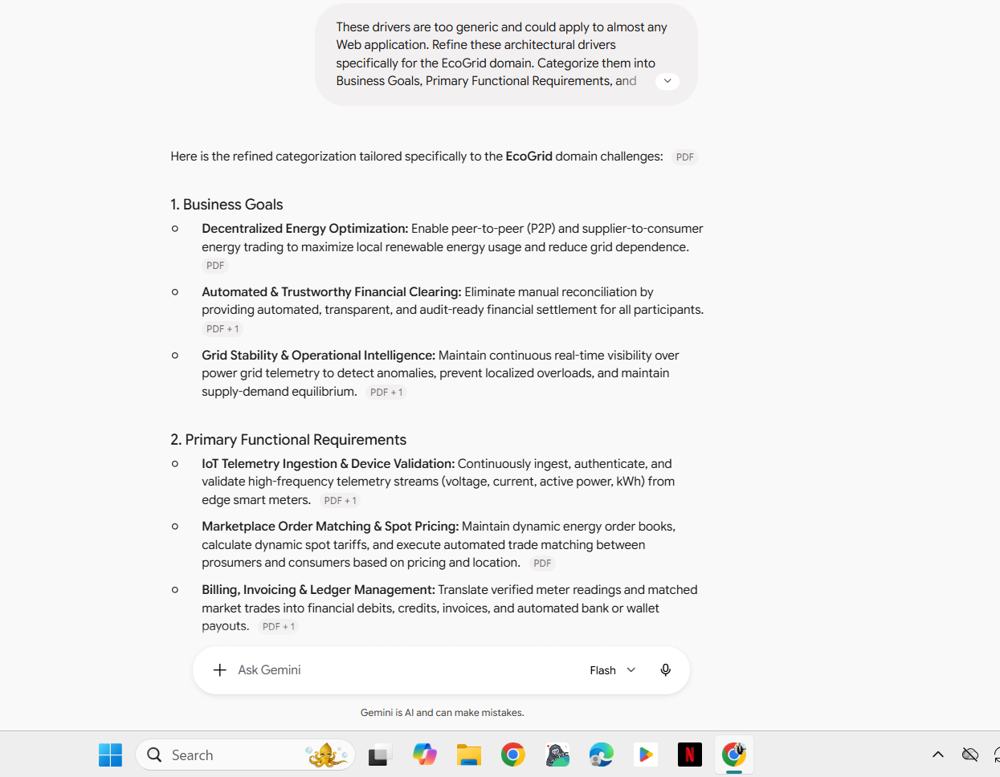 These drivers are too generic and could apply to almost any
Web application. Refine these architectural drivers
specifically for the EcoGrid domain. Categorize them into
Business Goals, Primary Functional Requirements, and
Here is the refined categorization tailored specifically to the EcoGrid domain challenges: PDF
1. Business Goals
Decentralized Energy Optimization: Enable peer-to-peer (P2P) and supplier-to-consumer
energy trading to maximize local renewable energy usage and reduce grid dependence.
PDF
Automated & Trustworthy Financial Clearing: Eliminate manual reconciliation by
providing automated, transparent, and audit-ready financial settlement for all participants.
PDF + 1
Grid Stability & Operational Intelligence: Maintain continuous real-time visibility over
power grid telemetry to detect anomalies, prevent localized overloads, and maintain
supply-demand equilibrium. PDF + 1
2. Primary Functional Requirements
IoT Telemetry Ingestion & Device Validation: Continuously ingest, authenticate, and
validate high-frequency telemetry streams (voltage, current, active power, kWh) from
edge smart meters. PDF + 1
Marketplace Order Matching & Spot Pricing: Maintain dynamic energy order books,
calculate dynamic spot tariffs, and execute automated trade matching between
prosumers and consumers based on pricing and location. PDF
Billing, Invoicing & Ledger Management: Translate verified meter readings and matched
market trades into financial debits, credits, invoices, and automated bank or wallet
payouts. PDF + 1
Ask Gemini
Flash
Gemini is AI and can make mistakes.
Search
N